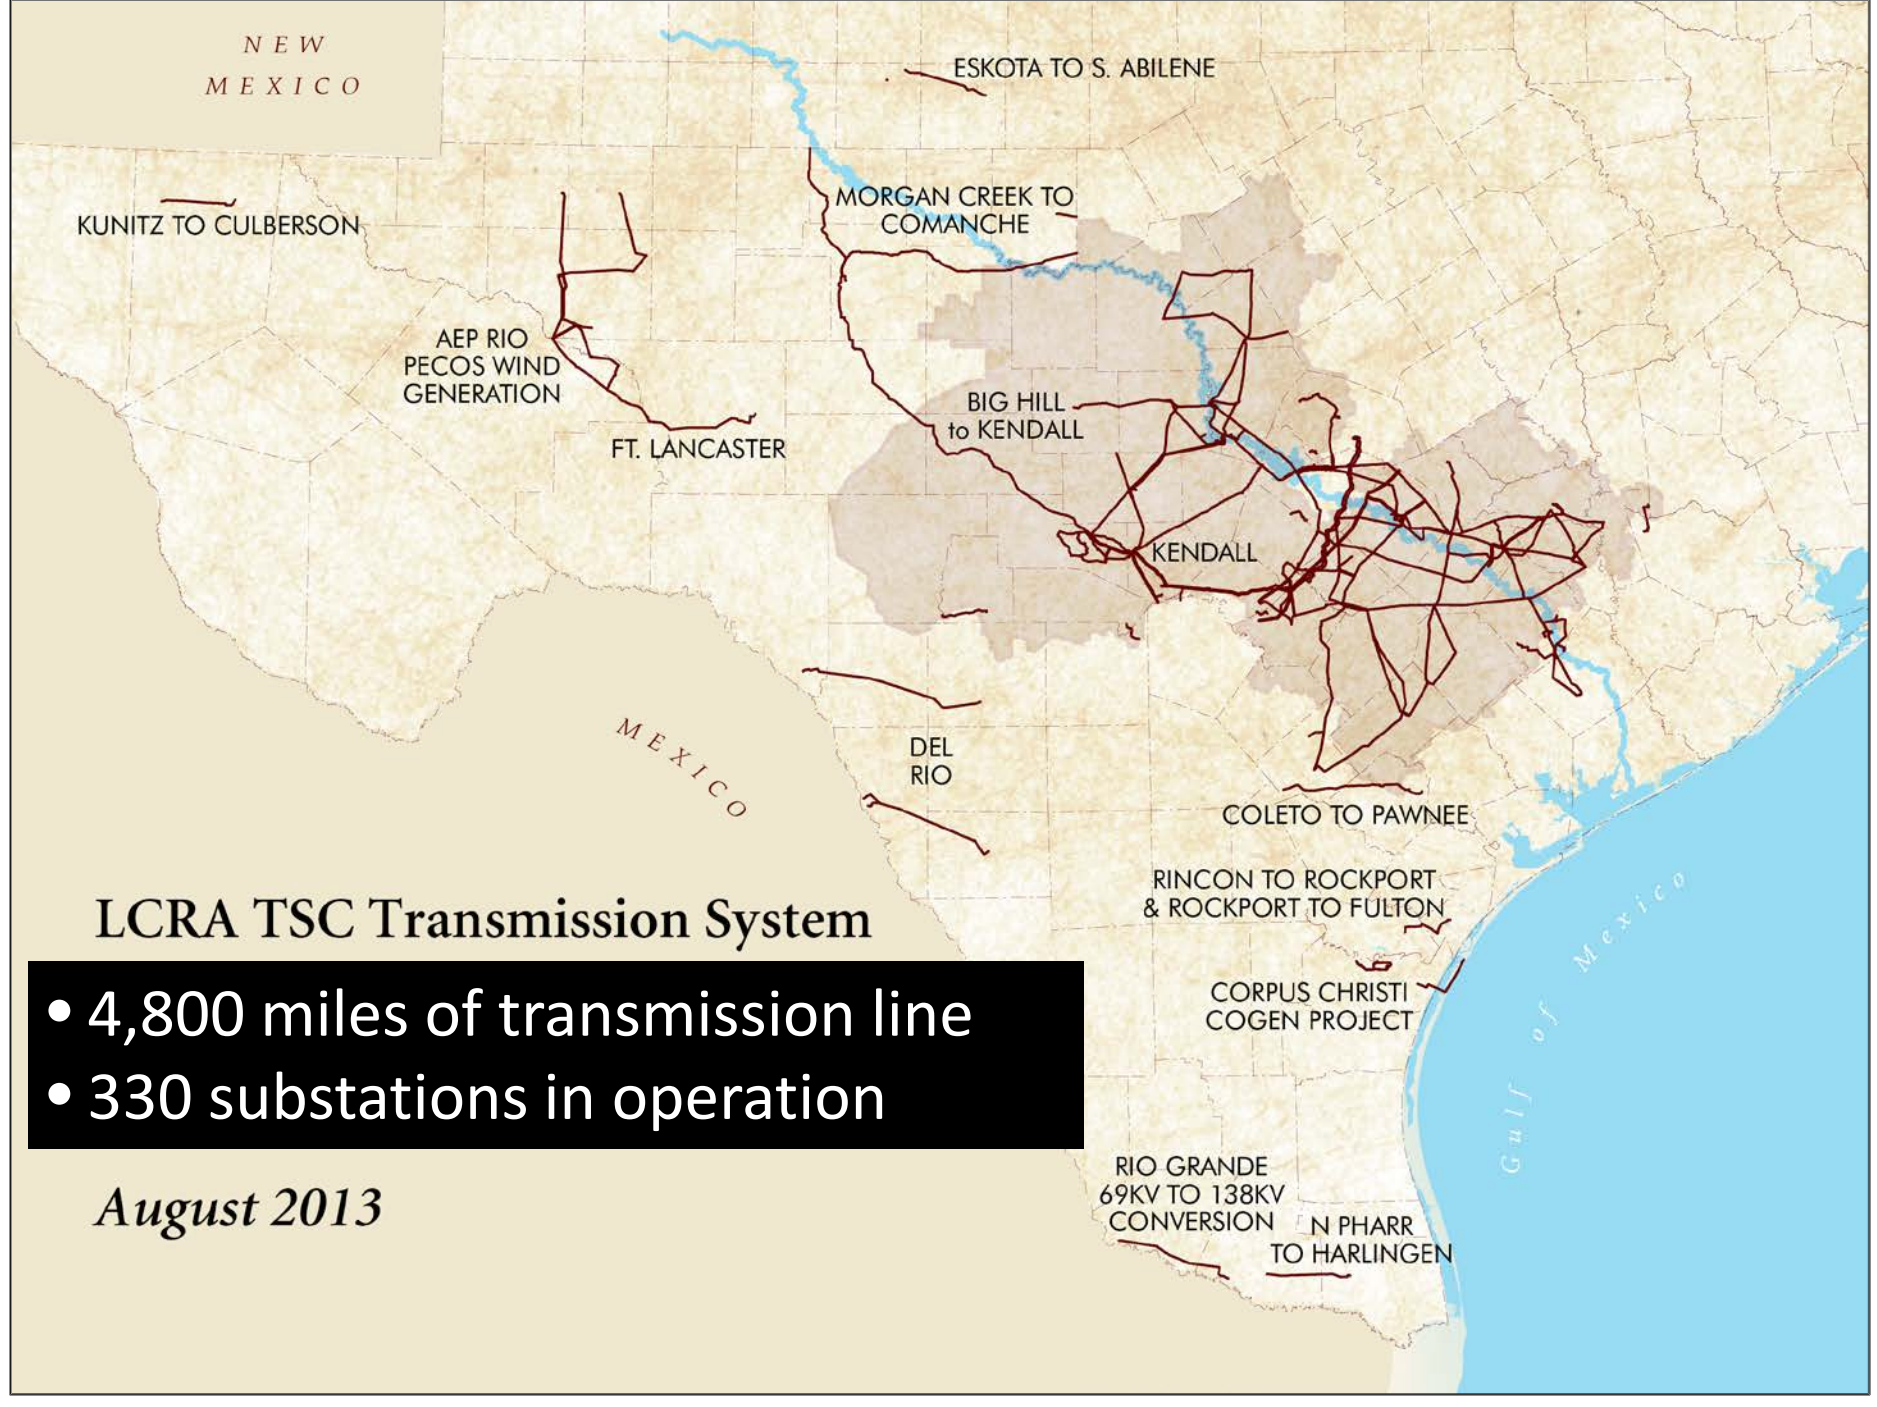 NEW
MEXICO
ESKOTA TO S. ABILENE
MORGAN CREEK TO
COMANCHE
KUNITZ TO CULBERSON
AEP RIO
PECOS WIND
GENERATION
BIG HILL
to KENDALL
FT. LANCASTER
KENDALL
MEXICO
DEL
RIO
COLETO TO PAWNEE
RINCON TO ROCKPORT
& ROCKPORT TO FULTON
LCRA TSC Transmission System
• 4,800 miles of transmission line
• 330 substations in operation
CORPUS CHRISTI
COGEN PROJECT
Gulf of Mexico
August 2013
RIO GRANDE
69KV TO 138KV
CONVERSION
N PHARR
TO HARLINGEN